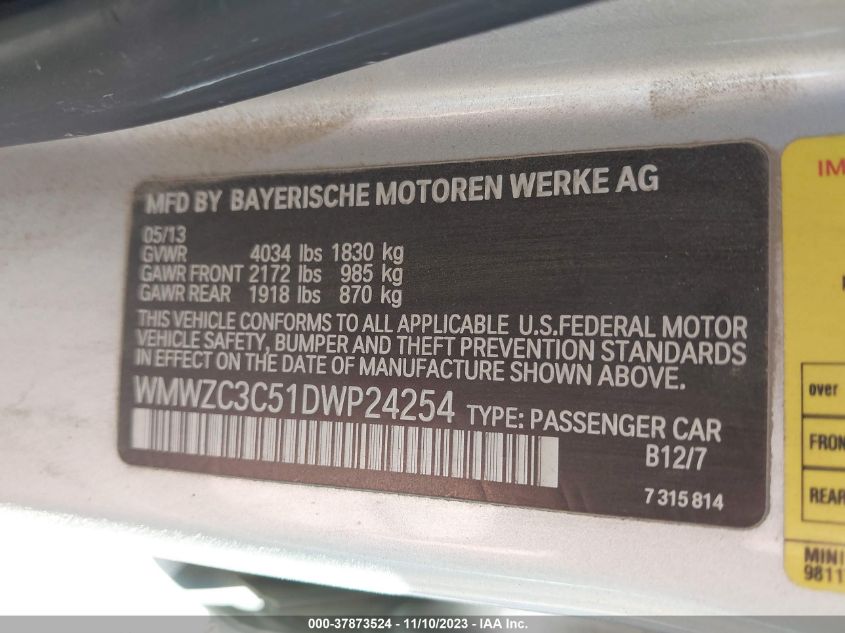 MFD BY BAYERISCHE MOTOREN WERKE AG
05/13
GVWR 4034 lbs 1830 kg
GAWR FRONT 2172 lbs 985 kg
GAWR REAR 1918 lbs 870 kg
THIS VEHICLE CONFORMS TO ALL APPLICABLE U.S.FEDERAL MOTOR
VEHICLE SAFETY, BUMPER AND THEFT PREVENTION STANDARDS
IN EFFECT ON THE DATE OF MANUFACTURE SHOWN ABOVE.
WMWZC3C51DWP24254 TYPE: PASSENGER CAR
B12/7
7 315 814
IM
over
FRON
REAR
MINI
9811
000-37873524 - 11/10/2023 - IAA Inc.